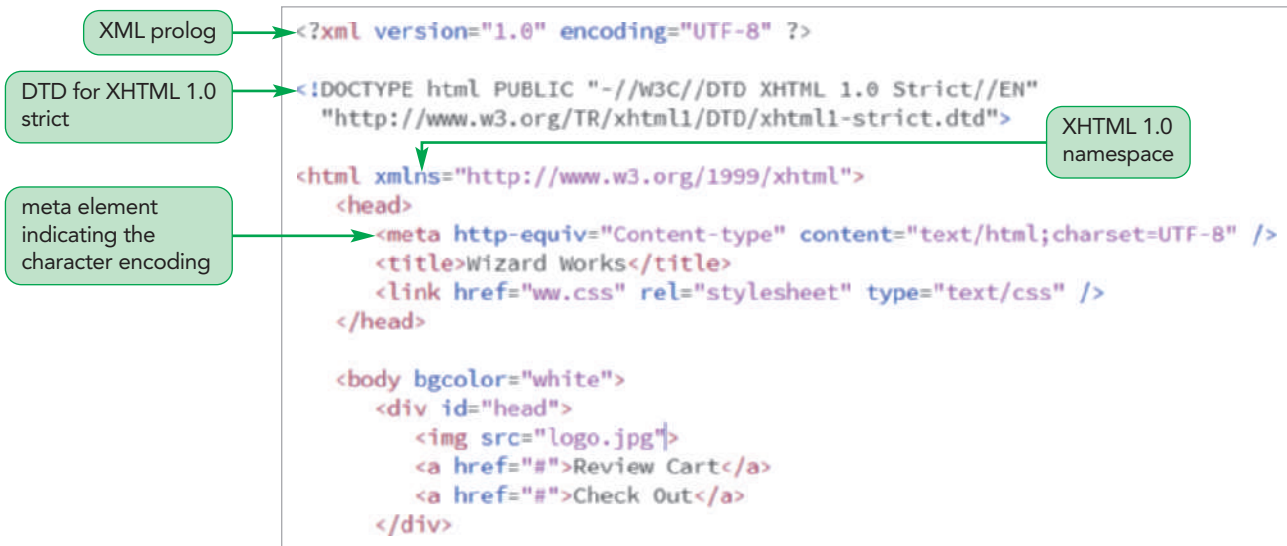 XML prolog
<?xml version="1.0" encoding="UTF-8" ?>
DTD for XHTML 1.0
strict
<!DOCTYPE html PUBLIC "-//W3C//DTD XHTML 1.0 Strict//EN"
"http://www.w3.org/TR/xhtml1/DTD/xhtml1-strict.dtd">
XHTML 1.0
namespace
<html xmlns="http://www.w3.org/1999/xhtml">
<head>
meta element
indicating the
character encoding
<meta http-equiv="Content-type" content="text/html;charset=UTF-8" />
<title>Wizard Works</title>
<link href="ww.css" rel="stylesheet" type="text/css" />
</head>
<body bgcolor="white">
<div id="head">
<img src="logo.jpg">
<a href="#">Review Cart</a>
<a href="#">Check Out</a>
</div>